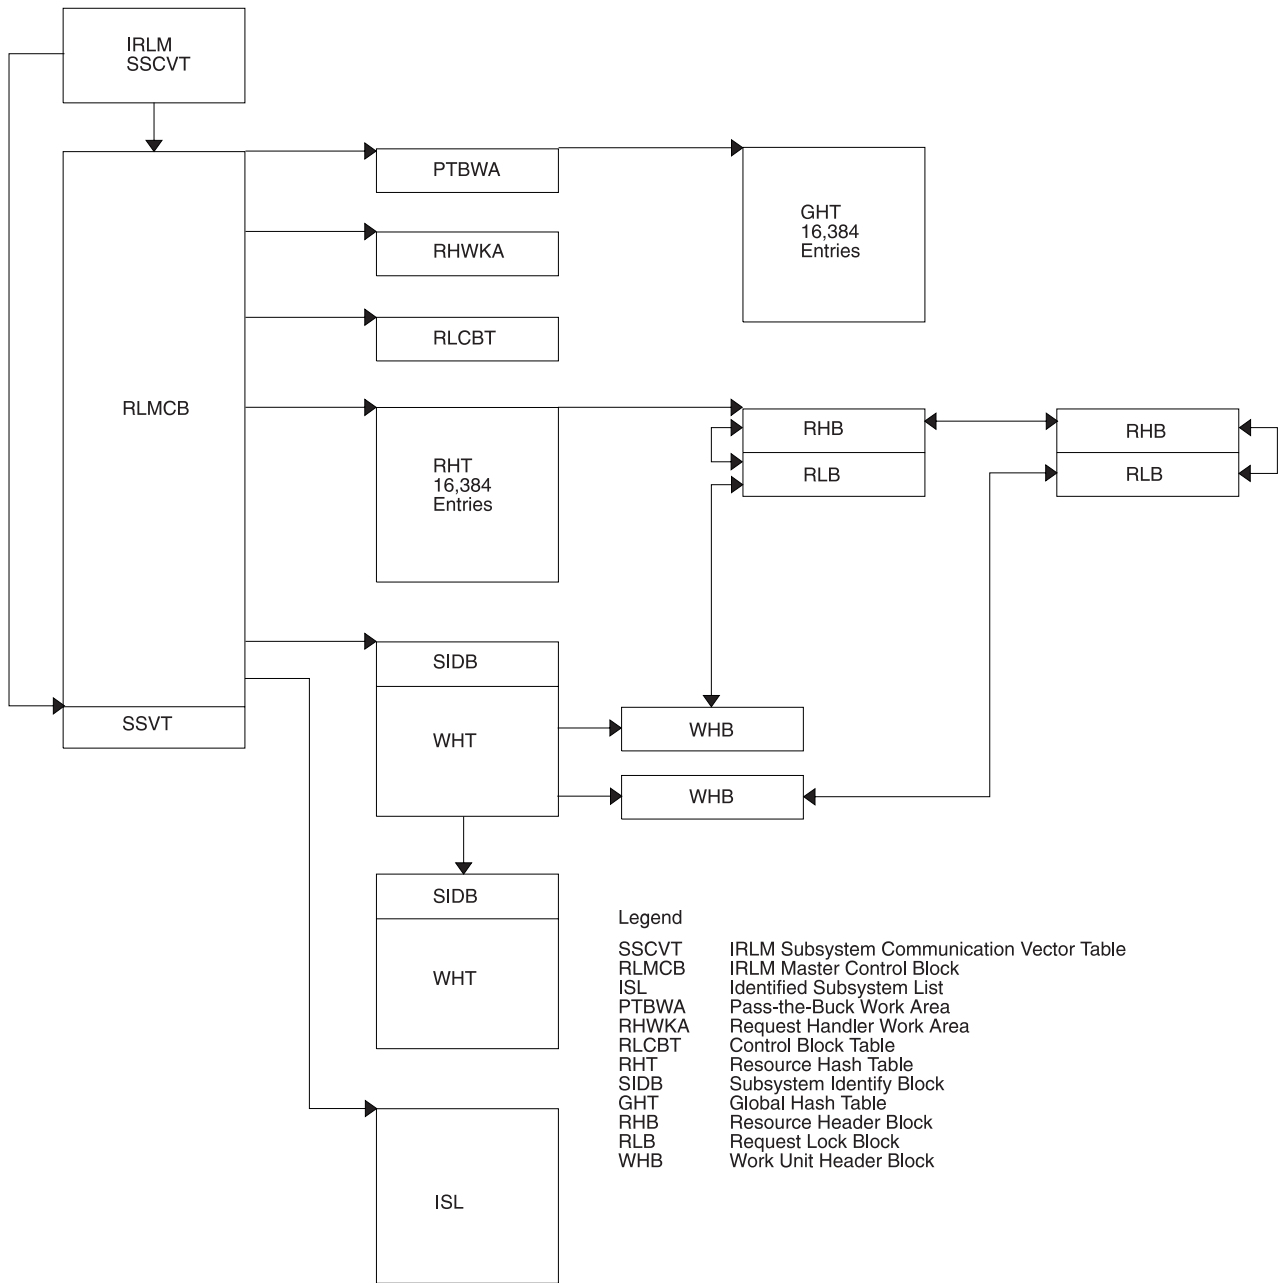 IRLM
SSCVT
PTBWA
GHT
16,384
Entries
RHWKA
RLCBT
RLMCB
RHB
RHB
RHT
16,384
Entries
RLB
RLB
SIDB
SSVT
WHT
WHB
WHB
SIDB
WHT
ISL
Legend
SSCVT IRLM Subsystem Communication Vector Table
RLMCB IRLM Master Control Block
ISL Identified Subsystem List
PTBWA Pass-the-Buck Work Area
RHWKA Request Handler Work Area
RLCBT Control Block Table
RHT Resource Hash Table
SIDB Subsystem Identify Block
GHT Global Hash Table
RHB Resource Header Block
RLB Request Lock Block
WHB Work Unit Header Block